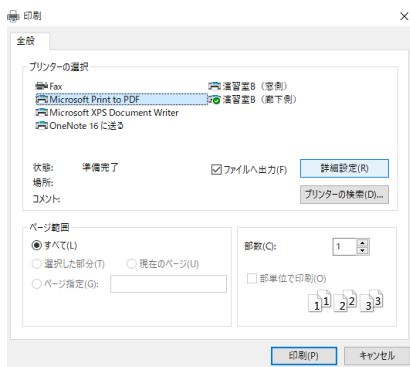 印刷
全般
プリンターの選択
Fax
演習室B（窓側）
Microsoft Print to PDF
演習室B（廊下側）
Microsoft XPS Document Writer
OneNote 16 に送る
状態: 準備完了
ファイルへ出力(F)
詳細設定(R)
場所:
コメント:
プリンターの検索(D)...
ページ範囲
すべて(L)
選択した部分(T) 現在のページ(U)
ページ指定(G):
部数(C): 1
部単位で印刷(O)
1 1 2 2 3 3
印刷(P) キャンセル